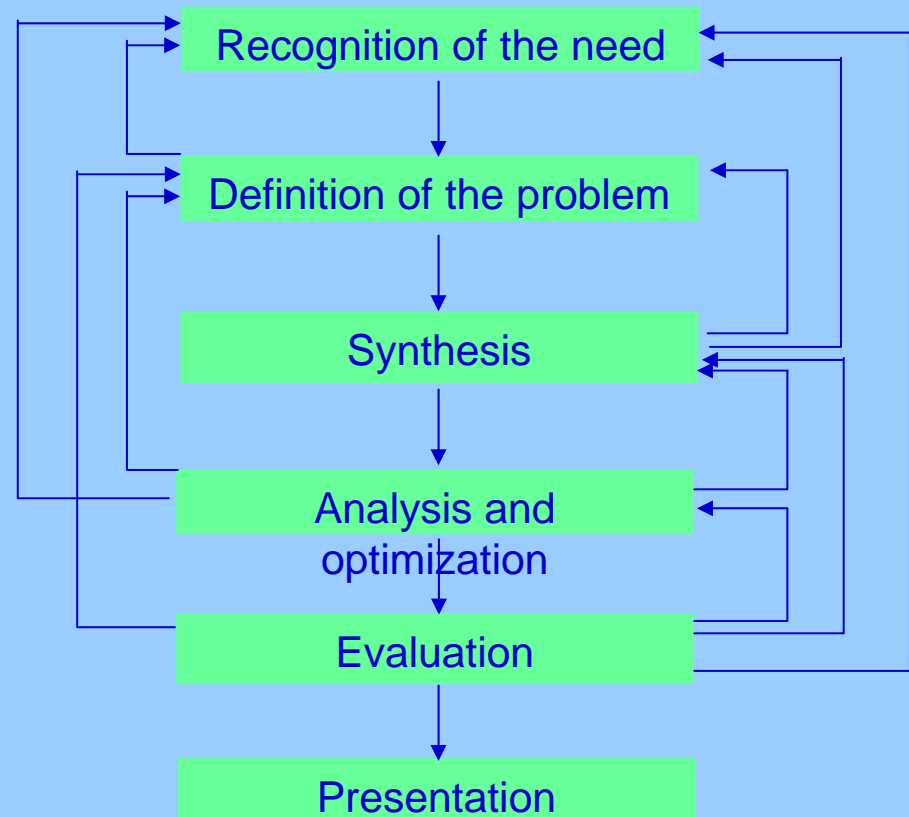 Recognition of the need
Definition of the problem
Synthesis
Analysis and
optimization
Evaluation
Presentation